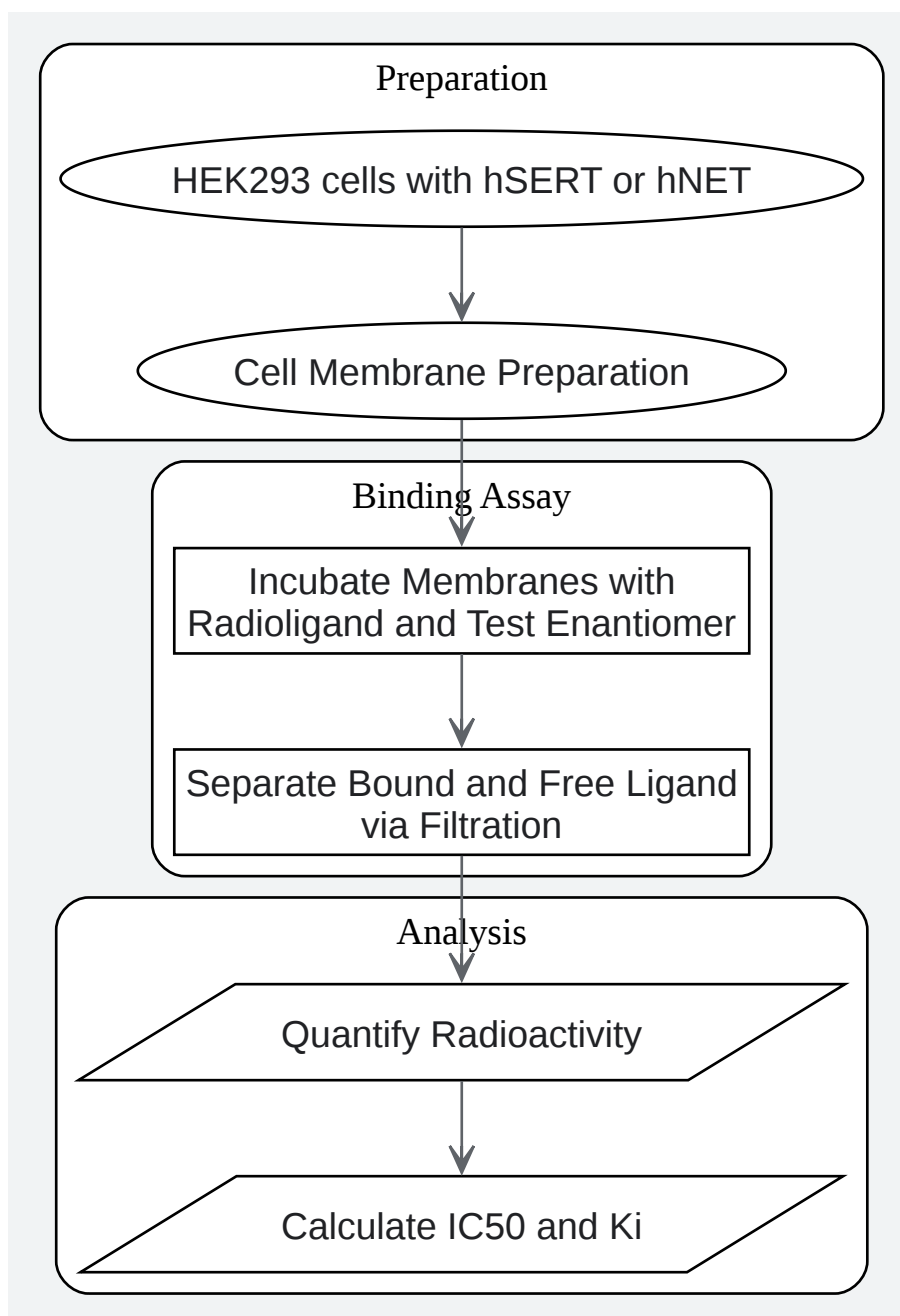 Preparation
HEK293 cells with hSERT or hNET
Cell Membrane Preparation
Binding Assay
Incubate Membranes with
Radioligand and Test Enantiomer
Separate Bound and Free Ligand
via Filtration
Analysis
Quantify Radioactivity
Calculate IC50 and Ki